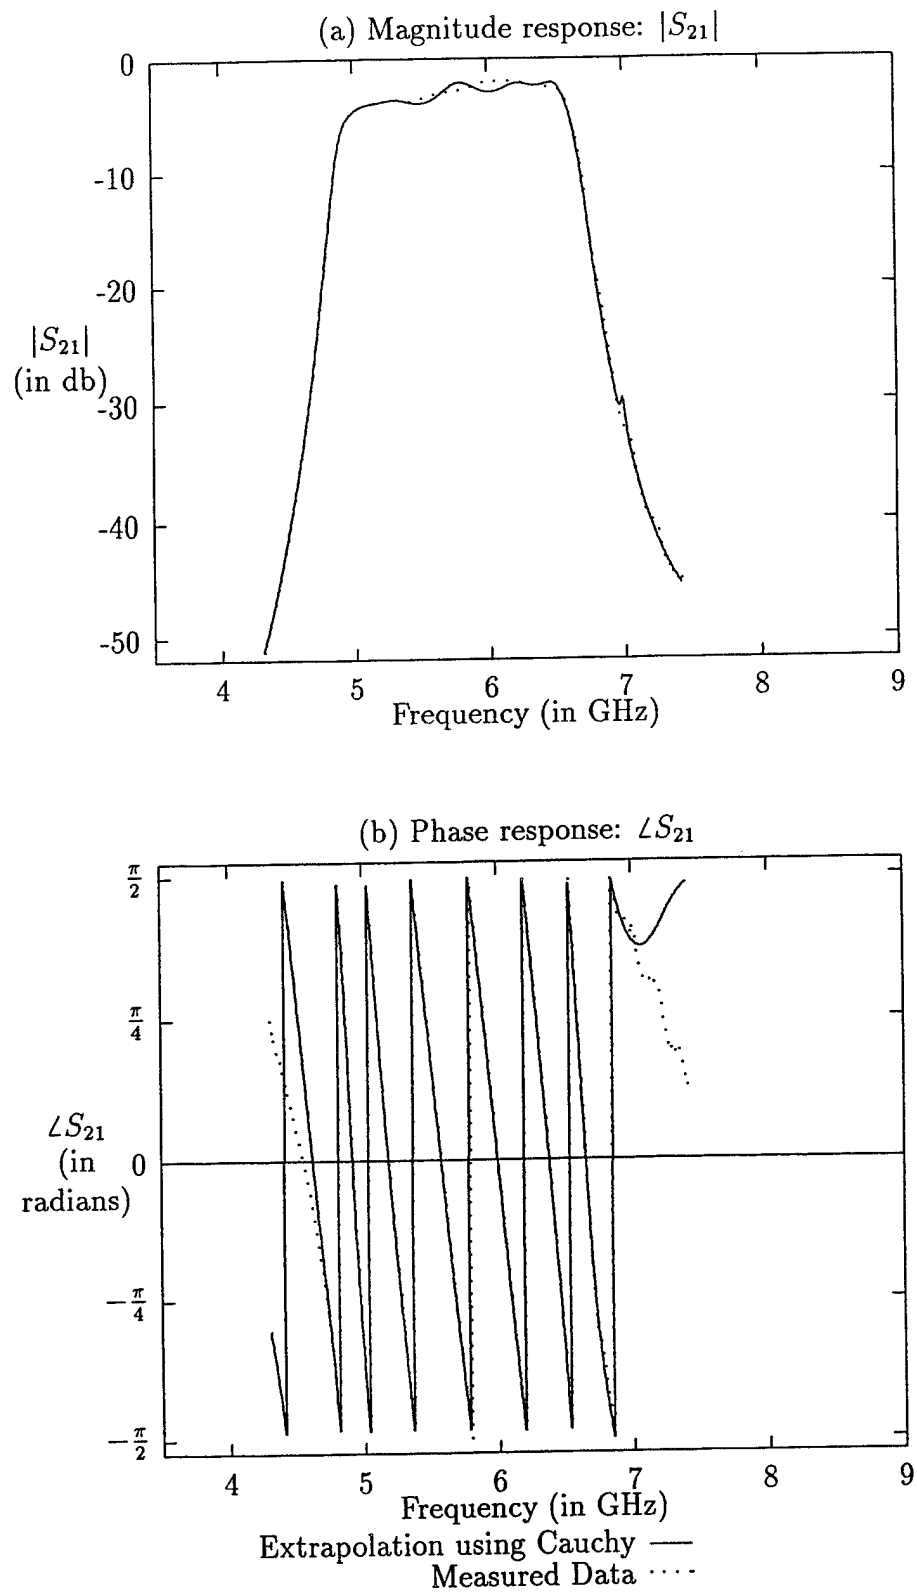 (a) Magnitude response: |S₂₁|
0
-10
-20
|S₂₁|
(in db)
-30
-40
-50
4 5 6 7 8 9
Frequency (in GHz)
(b) Phase response: ∠S₂₁
π/2
π/4
∠S₂₁
(in
0
radians)
−π/4
−π/2
4 5 6 7 8 9
Frequency (in GHz)
Extrapolation using Cauchy —
Measured Data ····